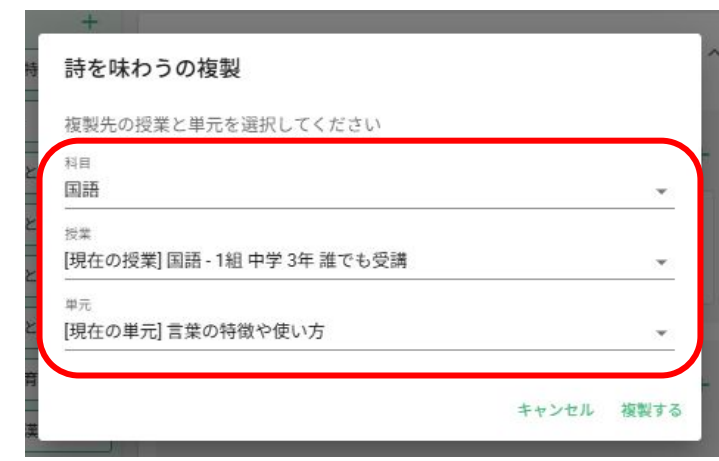 詩を味わうの複製
複製先の授業と単元を選択してください
科目
国語
授業
[現在の授業] 国語 - 1組 中学 3年 誰でも受講
単元
[現在の単元] 言葉の特徴や使い方
キャンセル 複製する